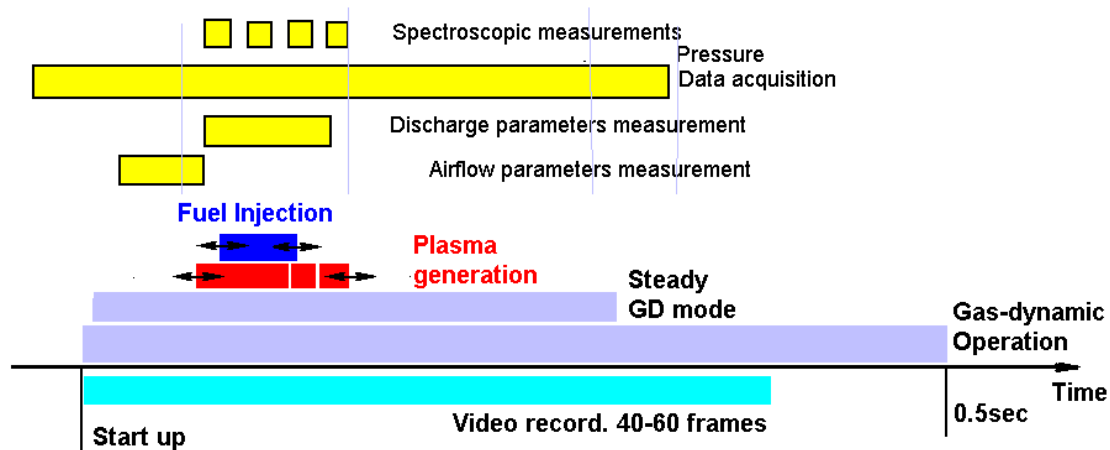 Spectroscopic measurements
Pressure
Data acquisition
Discharge parameters measurement
Airflow parameters measurement
Fuel Injection
Plasma
generation
Steady
GD mode
Gas-dynamic
Operation
Time
Video record. 40-60 frames
0.5sec
Start up